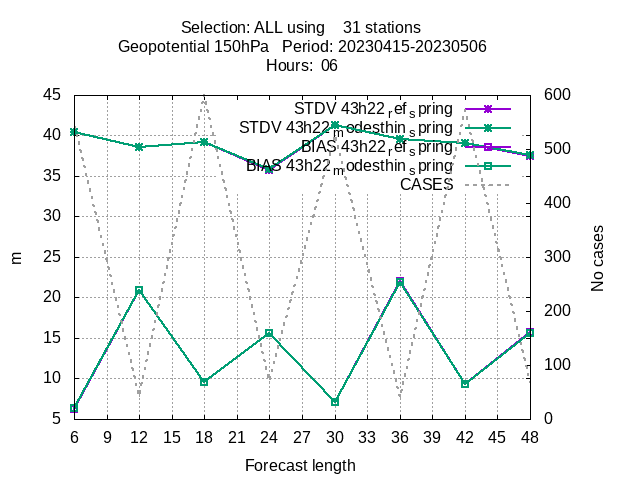 Selection: ALL using    31 stations
Geopotential 150hPa   Period: 20230415-20230506
Hours:  06
45
40
35
30
25
20
15
10
5
m
600
500
400
300
200
100
0
No cases
STDV 43h22_ref_spring
STDV 43h22_modesthin_spring
BIAS 43h22_ref_spring
BIAS 43h22_modesthin_spring
CASES
6 9 12 15 18 21 24 27 30 33 36 39 42 45 48
Forecast length